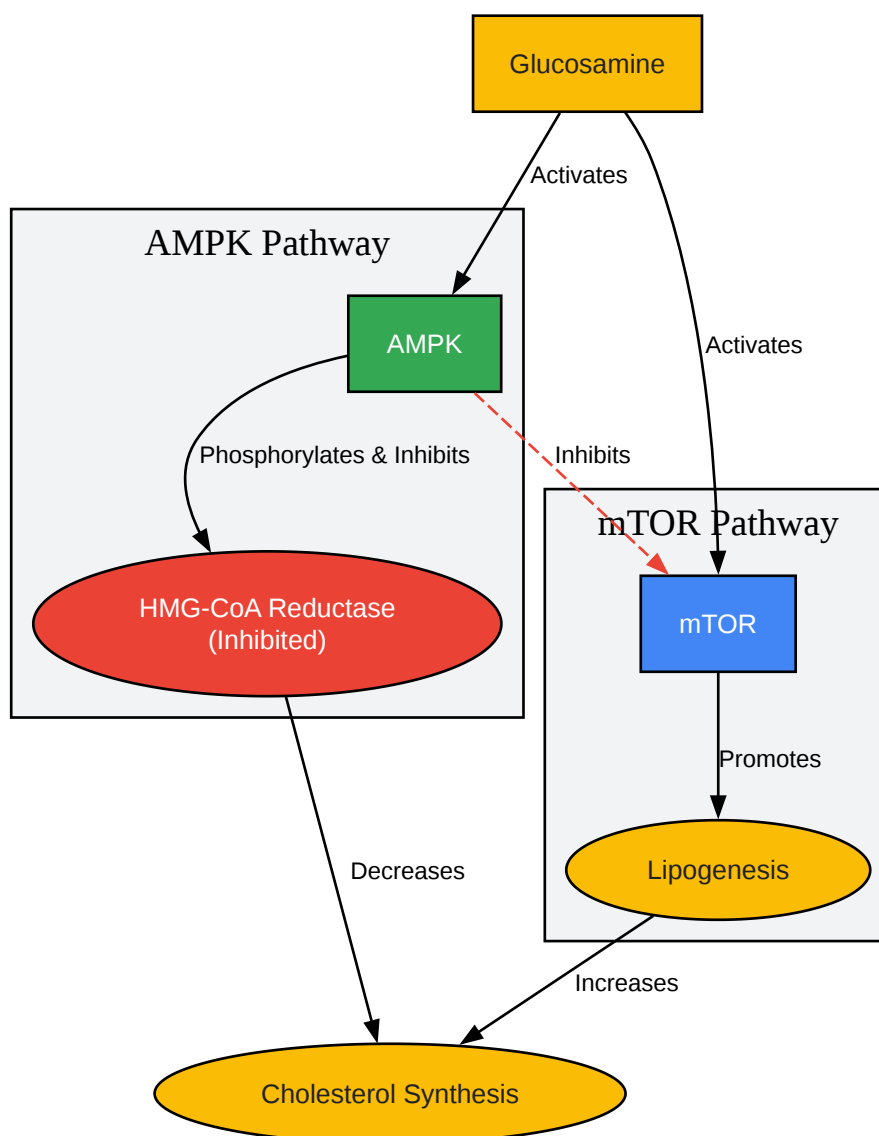 Glucosamine
Activates
AMPK Pathway
AMPK
Activates
Phosphorylates & Inhibits
Inhibits
mTOR Pathway
HMG-CoA Reductase
(Inhibited)
mTOR
Promotes
Decreases
Lipogenesis
Increases
Cholesterol Synthesis